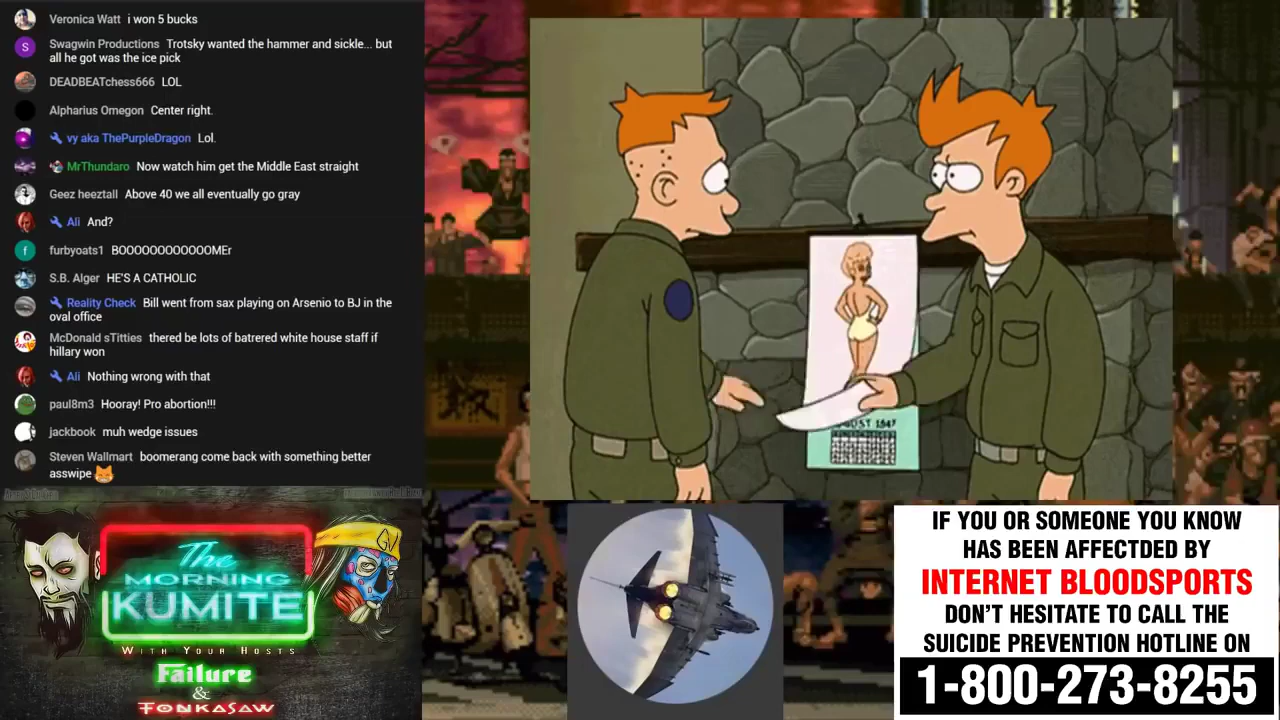 Veronica Watt i won 5 bucks
Swagwin Productions Trotsky wanted the hammer and sickle... but
all he got was the ice pick
DEADBEATchess666 LOL
Alpharius Omegon Center right.
vy aka ThePurpleDragon Lol.
MrThundaro Now watch him get the Middle East straight
Geez heeztall Above 40 we all eventually go gray
Ali And?
furbyoats1 BOOOOOOOOOOOOMEr
S.B. Alger HE'S A CATHOLIC
Reality Check Bill went from sax playing on Arsenio to BJ in the
oval office
McDonald sTitties thered be lots of batrered white house staff if
hillary won
Ali Nothing wrong with that
paul8m3 Hooray! Pro abortion!!!
jackbook muh wedge issues
Steven Wallmart boomerang come back with something better
asswipe
S
f
The
MORNING
KUMITE
WITH YOUR HOSTS
Failure
&
TONKASAW
AUGUST 1947
IF YOU OR SOMEONE YOU KNOW
HAS BEEN AFFECTDED BY
INTERNET BLOODSPORTS
DON'T HESITATE TO CALL THE
SUICIDE PREVENTION HOTLINE ON
1-800-273-8255